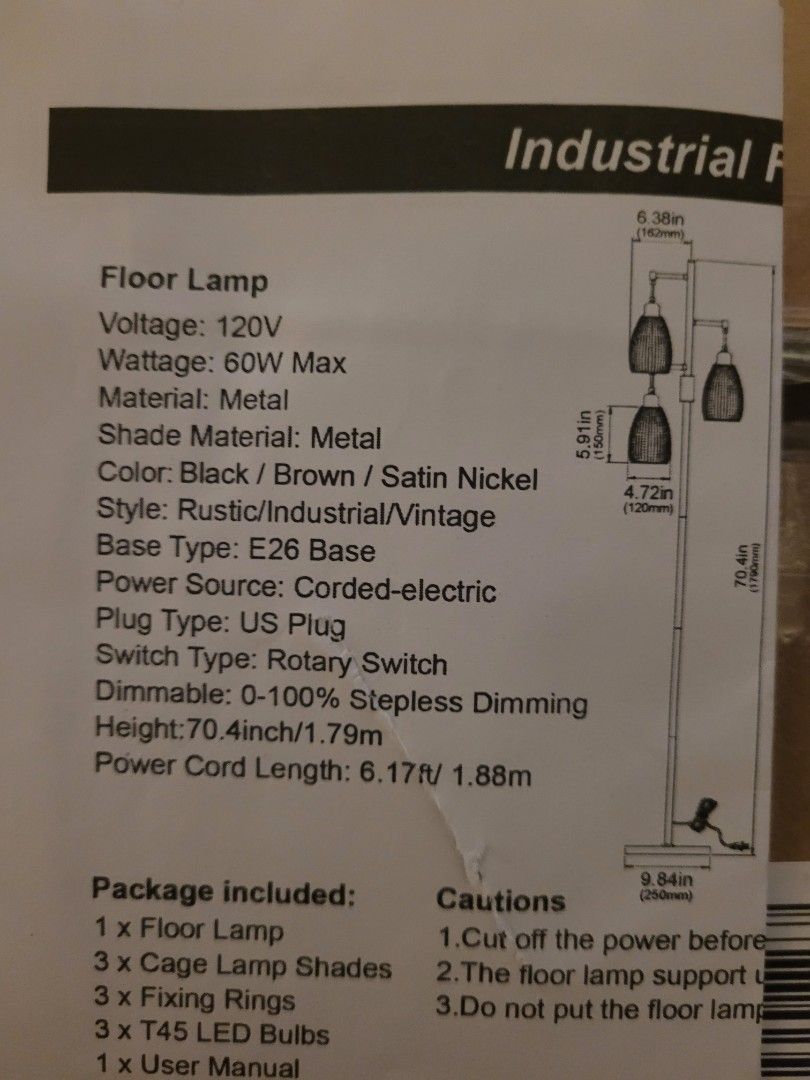 Industrial
6.38in
(162mm)
Floor Lamp
Voltage: 120V
Wattage: 60W Max
Material: Metal
Shade Material: Metal
Color: Black / Brown / Satin Nickel
Style: Rustic/Industrial/Vintage
Base Type: E26 Base
Power Source: Corded-electric
Plug Type: US Plug
Switch Type: Rotary Switch
Dimmable: 0-100% Stepless Dimming
Height:70.4inch/1.79m
Power Cord Length: 6.17ft/ 1.88m
5.91in
(150mm)
4.72in
(120mm)
70.4in
(1790mm)
9.84in
(250mm)
Package included:
1 x Floor Lamp
3 x Cage Lamp Shades
3 x Fixing Rings
3 x T45 LED Bulbs
1 x User Manual
Cautions
1.Cut off the power before
2.The floor lamp support
3.Do not put the floor lamp